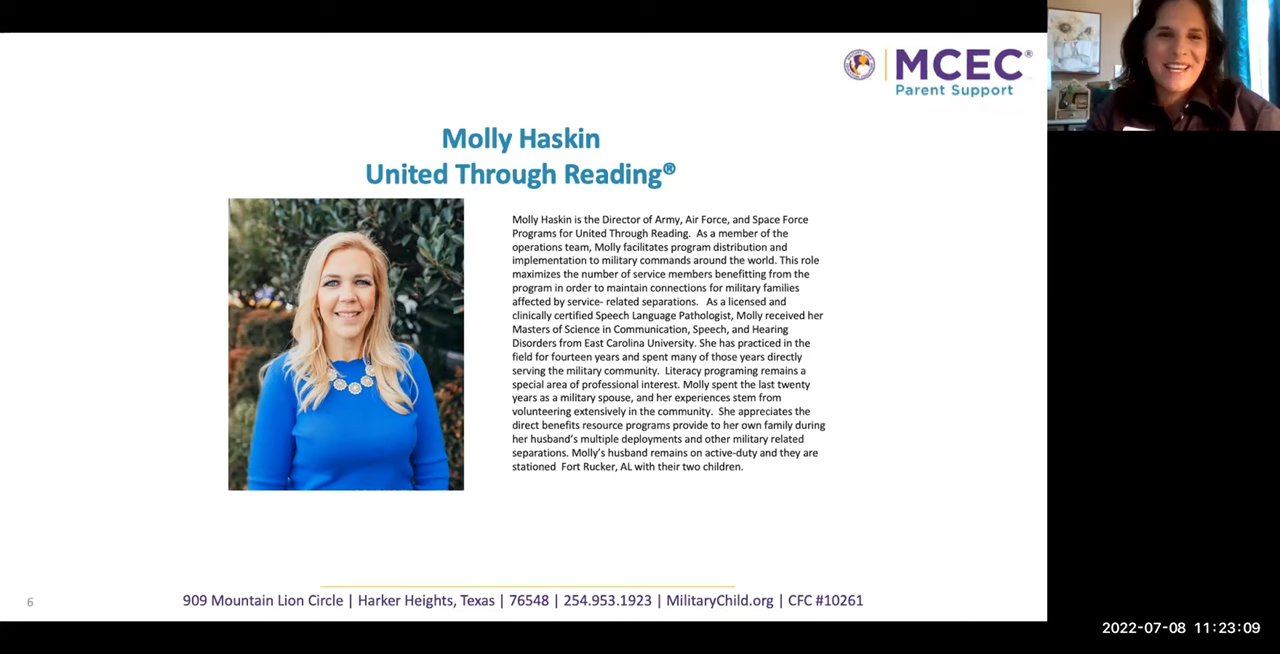 MCEC®
Parent Support
Molly Haskin
United Through Reading®
Molly Haskin is the Director of Army, Air Force, and Space Force
Programs for United Through Reading. As a member of the
operations team, Molly facilitates program distribution and
implementation to military commands around the world. This role
maximizes the number of service members benefitting from the
program in order to maintain connections for military families
affected by service- related separations. As a licensed and
clinically certified Speech Language Pathologist, Molly received her
Masters of Science in Communication, Speech, and Hearing
Disorders from East Carolina University. She has practiced in the
field for fourteen years and spent many of those years directly
serving the military community. Literacy programing remains a
special area of professional interest. Molly spent the last twenty
years as a military spouse, and her experiences stem from
volunteering extensively in the community. She appreciates the
direct benefits resource programs provide to her own family during
her husband's multiple deployments and other military related
separations. Molly's husband remains on active-duty and they are
stationed Fort Rucker, AL with their two children.
6
909 Mountain Lion Circle | Harker Heights, Texas | 76548 | 254.953.1923 | MilitaryChild.org | CFC #10261
2022-07-08 11:23:09